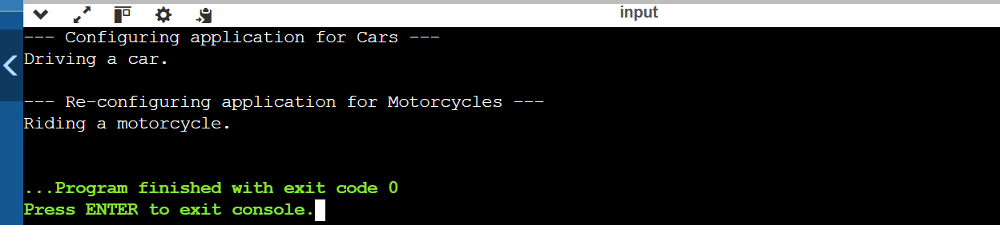 input
--- Configuring application for Cars ---
Driving a car.
--- Re-configuring application for Motorcycles ---
Riding a motorcycle.
...Program finished with exit code 0
Press ENTER to exit console.